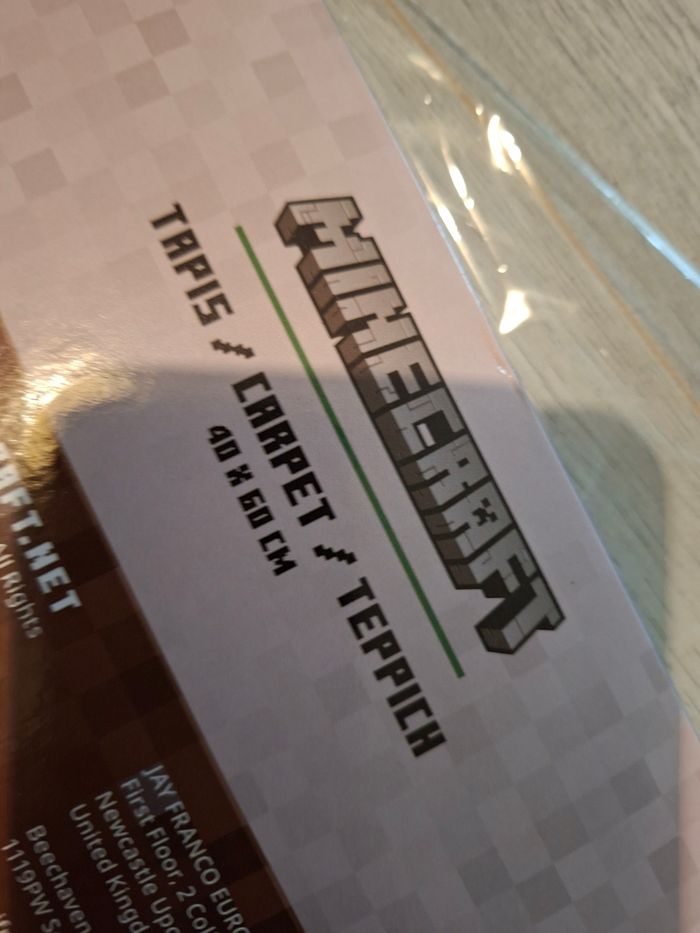 MINECRAFT
TAPIS / CARPET / TEPPICH
40 X 60 CM
AFT.NET
All Rights
JAY FRANCO EURO
First Floor, 2 Col
Newcastle Upo
United Kingd
Beechaven
1119PW S